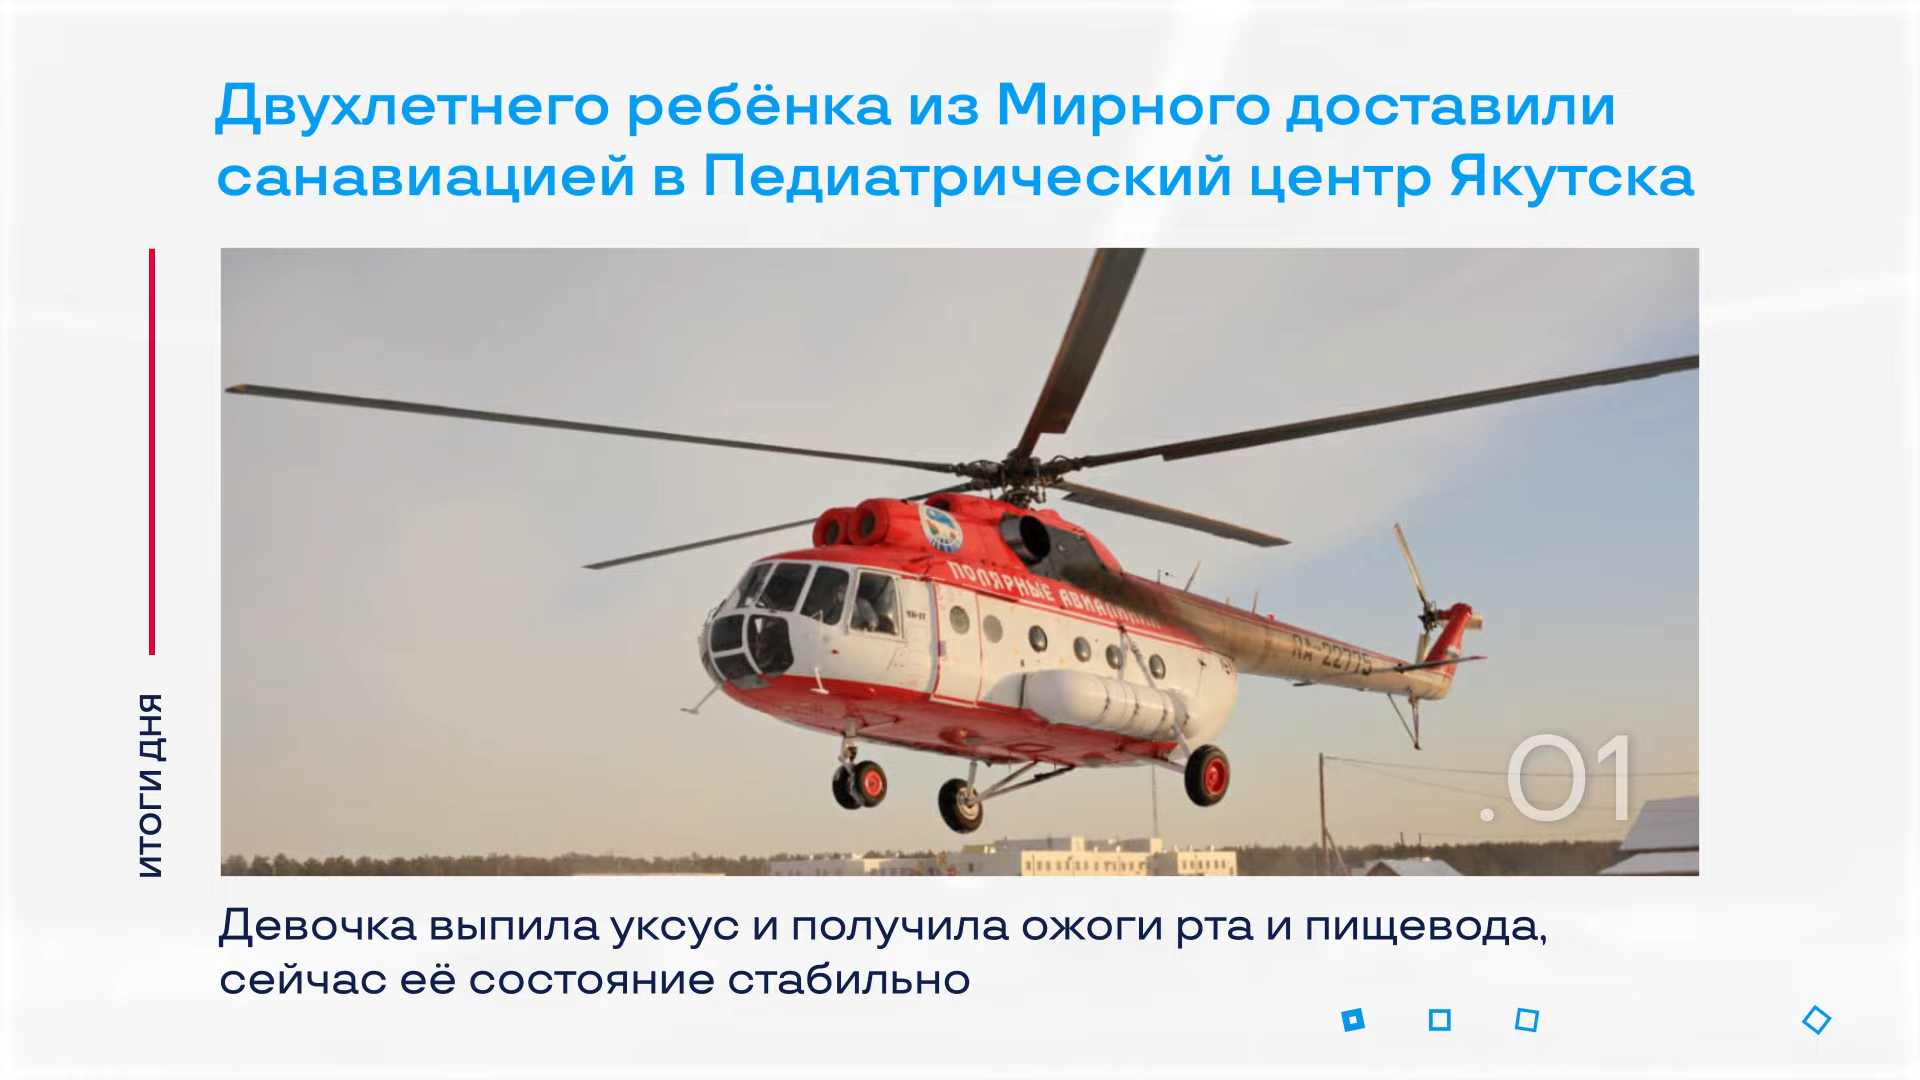 Двухлетнего ребёнка из Мирного доставили
санавиацией в Педиатрический центр Якутска
ИТОГИ ДНЯ
ПОЛЯРНЫЕ АВИАЛИНИИ
RA-22775
.01
Девочка выпила уксус и получила ожоги рта и пищевода,
сейчас её состояние стабильно